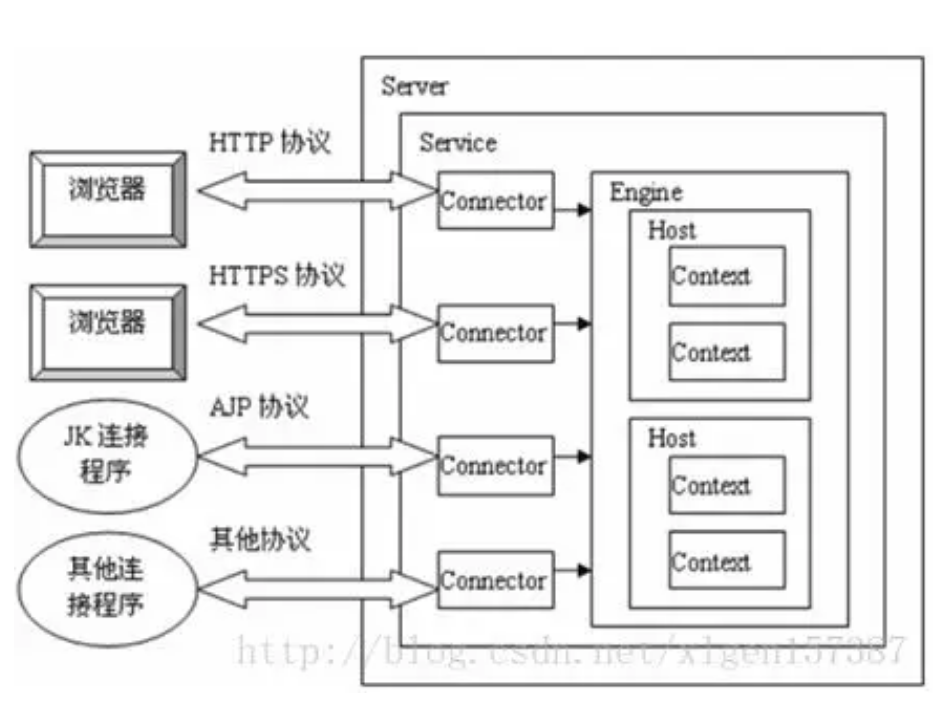 Server
Service
HTTP 协议
浏览器
Connector
Engine
Host
Context
HTTPS 协议
浏览器
Connector
Context
AJP 协议
JK 连接
程序
Connector
Host
Context
其他协议
其他连
接程序
Connector
Context
http://blog.csdn.net/xlgen157387